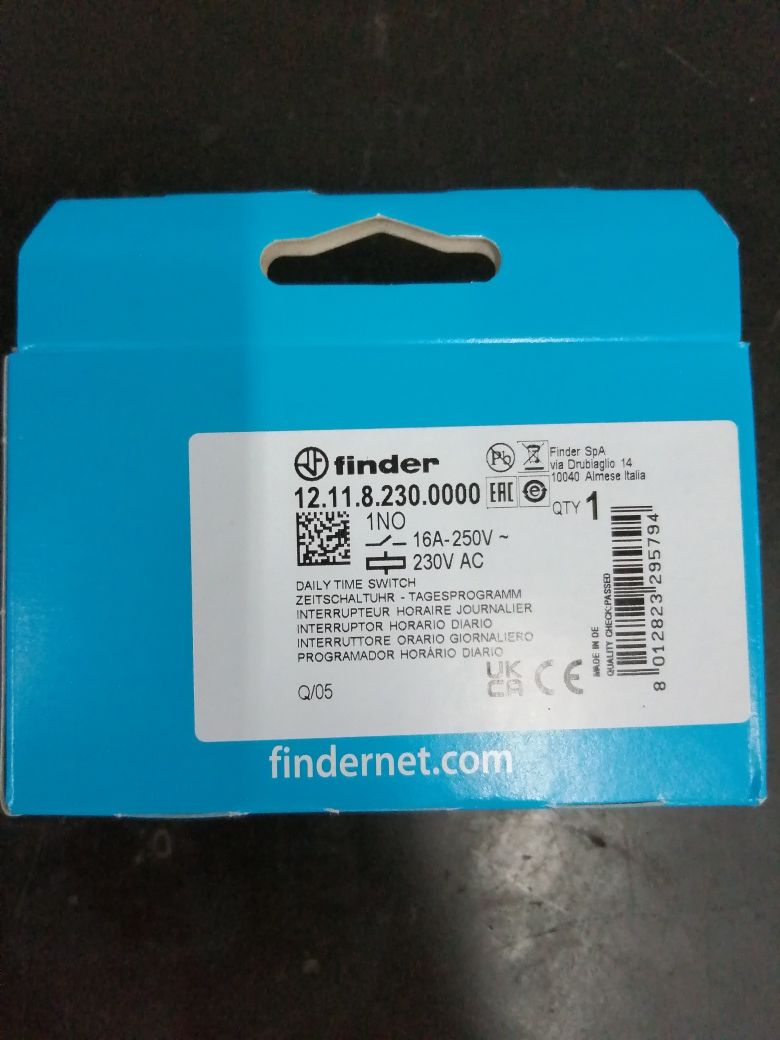 finder
12.11.8.230.0000
Pb
EAC
Finder SpA
via Drubiaglio 14
10040 Almese Italia
QTY 1
1NO
16A-250V ~
230V AC
DAILY TIME SWITCH
ZEITSCHALTUHR - TAGESPROGRAMM
INTERRUPTEUR HORAIRE JOURNALIER
INTERRUPTOR HORARIO DIARIO
INTERRUTTORE ORARIO GIORNALIERO
PROGRAMADOR HORÁRIO DIARIO
Q/05
UK
CA
CE
MADE IN DE
QUALITY CHECK:PASSED
8 012823 295794
findernet.com